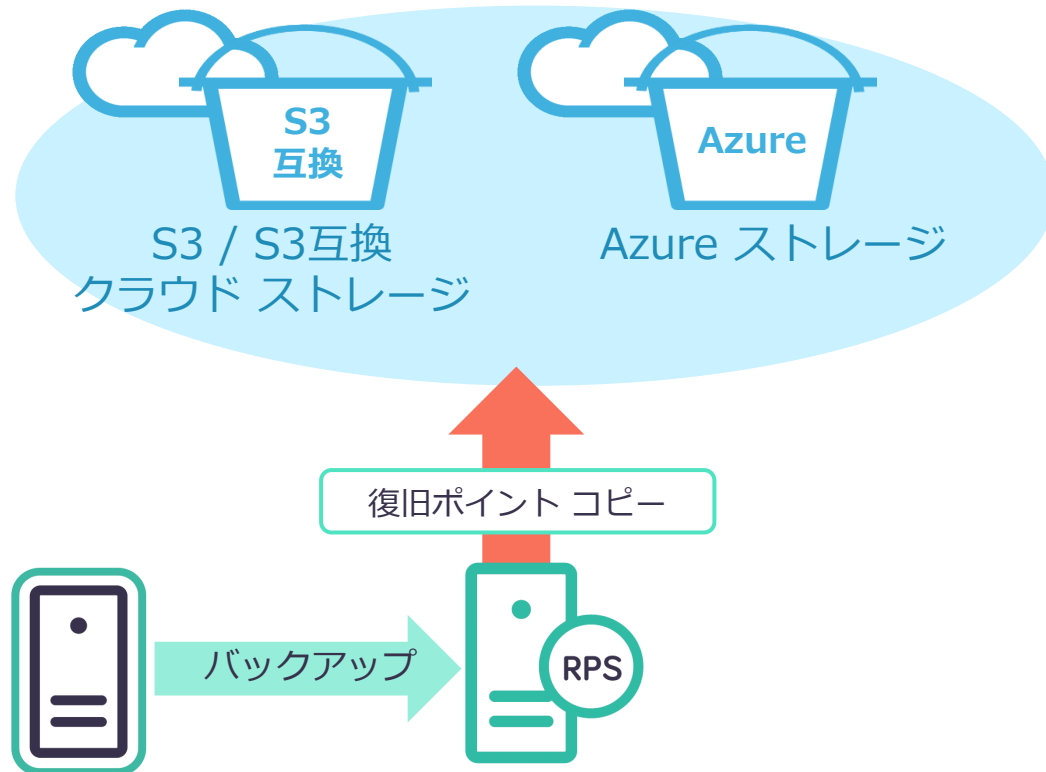 S3
互換
Azure
S3 / S3互換
クラウド ストレージ
Azure ストレージ
復旧ポイント コピー
バックアップ
RPS